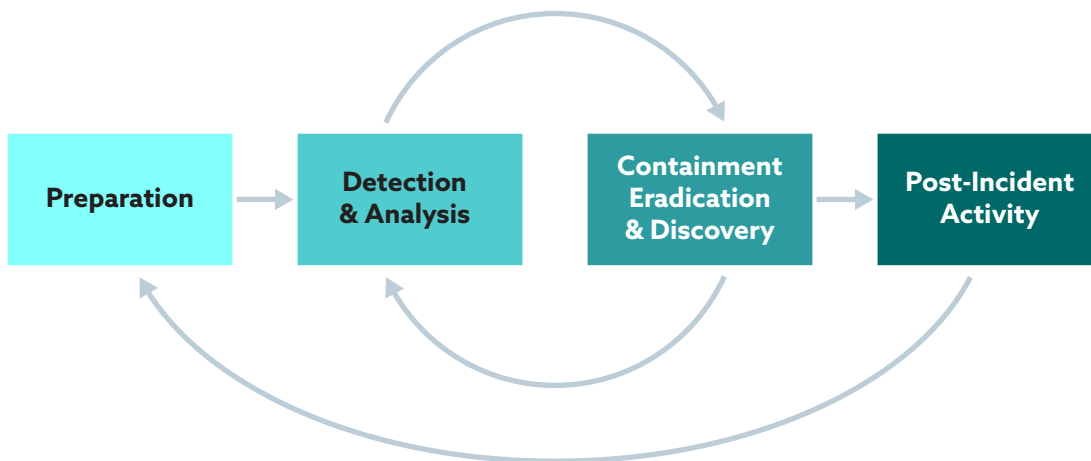 Preparation
Detection
& Analysis
Containment
Eradication
& Discovery
Post-Incident
Activity